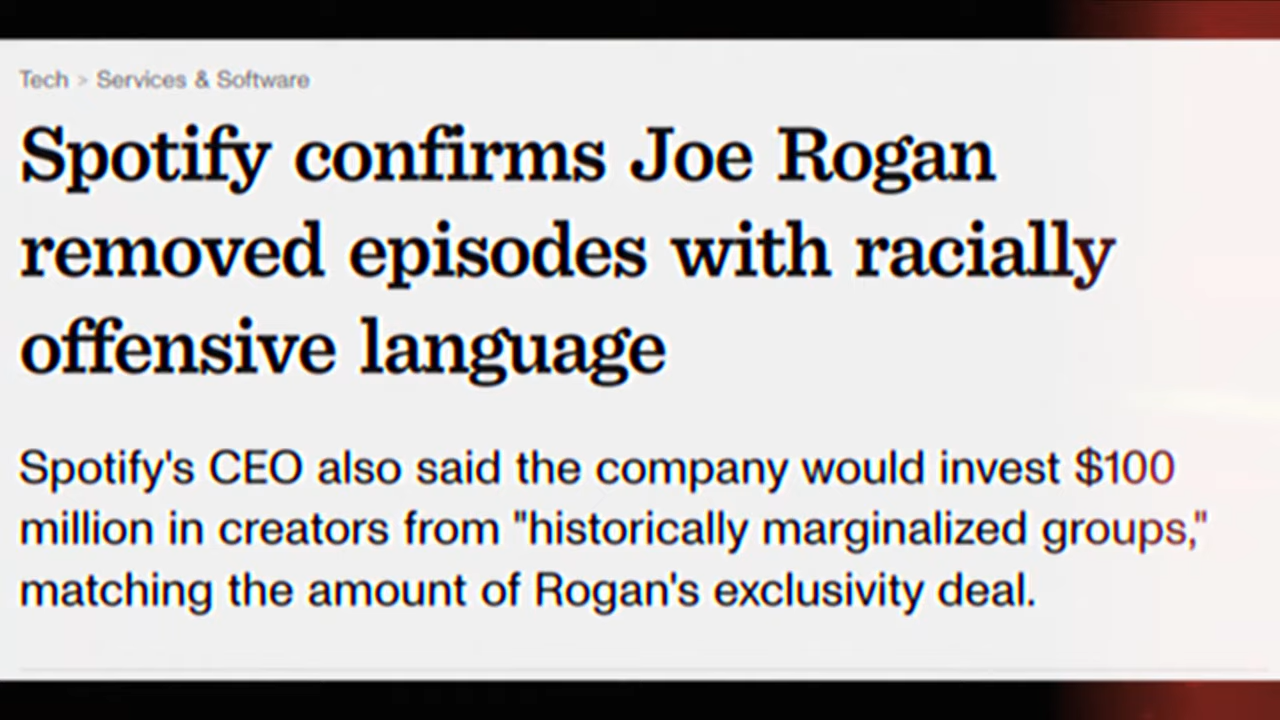 Tech > Services & Software
Spotify confirms Joe Rogan
removed episodes with racially
offensive language
Spotify's CEO also said the company would invest $100
million in creators from "historically marginalized groups,"
matching the amount of Rogan's exclusivity deal.